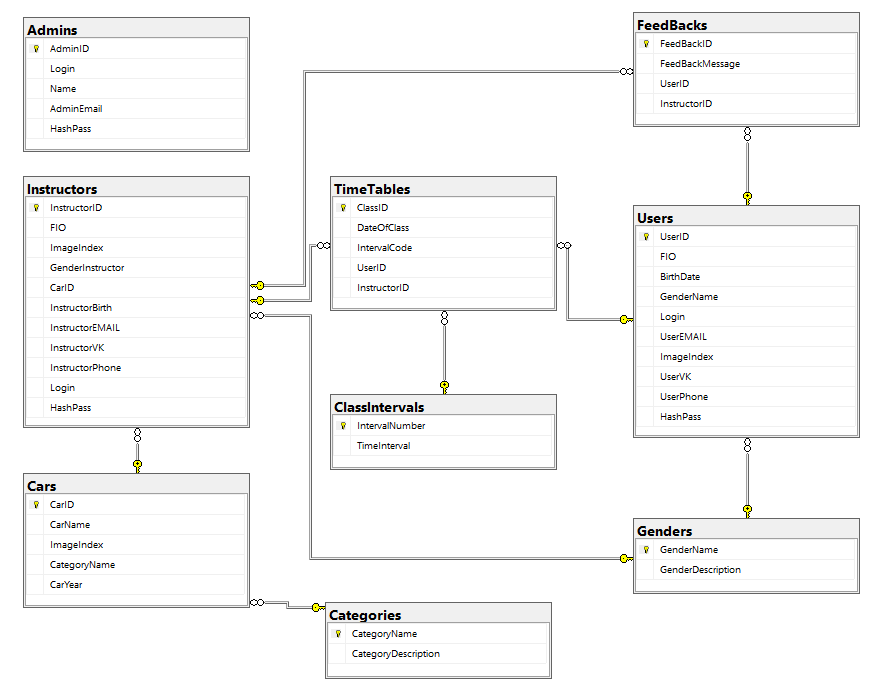 Admins
AdminID
Login
Name
AdminEmail
HashPass
FeedBacks
FeedBackID
FeedBackMessage
UserID
InstructorID
Instructors
InstructorID
FIO
ImageIndex
GenderInstructor
CarID
InstructorBirth
InstructorEMAIL
InstructorVK
InstructorPhone
Login
HashPass
TimeTables
ClassID
DateOfClass
IntervalCode
UserID
InstructorID
Users
UserID
FIO
BirthDate
GenderName
Login
UserEMAIL
ImageIndex
UserVK
UserPhone
HashPass
ClassIntervals
IntervalNumber
TimeInterval
Cars
CarID
CarName
ImageIndex
CategoryName
CarYear
Genders
GenderName
GenderDescription
Categories
CategoryName
CategoryDescription